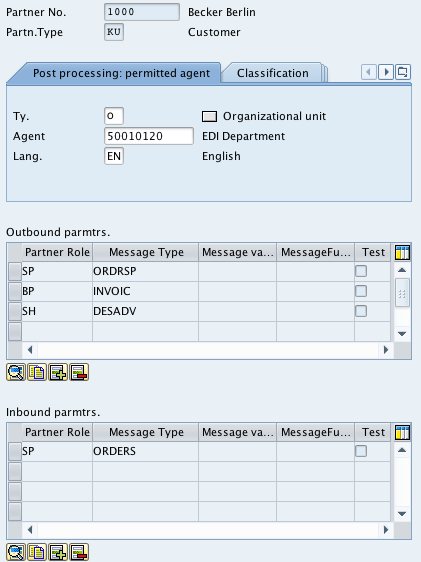 Partner No. 1000 Becker Berlin
Partn.Type KU Customer
Post processing: permitted agent Classification
Ty. O Organizational unit
Agent 50010120 EDI Department
Lang. EN English
Outbound parmtrs.
Partner Role Message Type Message va... MessageFu... Test
SP ORDRSP
BP INVOIC
SH DESADV
Inbound parmtrs.
Partner Role Message Type Message va... MessageFu... Test
SP ORDERS